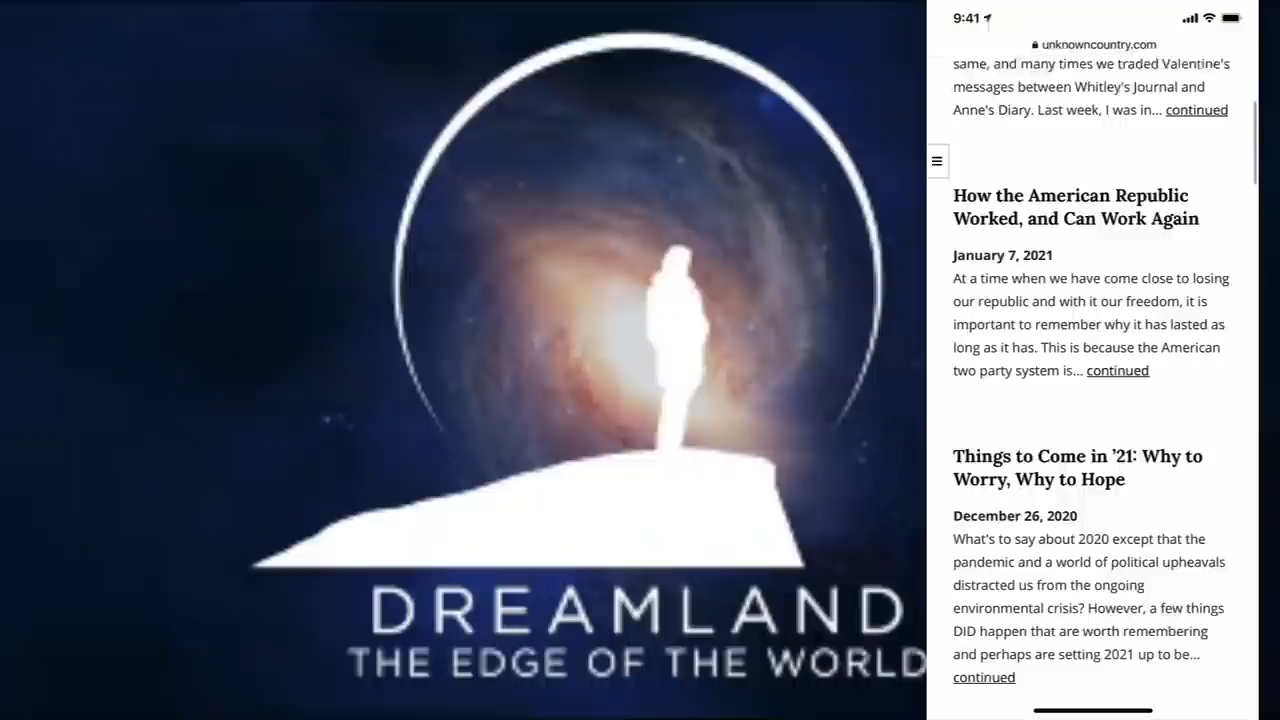 DREAMLAND
THE EDGE OF THE WORLD
9:41
unknowncountry.com
same, and many times we traded Valentine's
messages between Whitley's Journal and
Anne's Diary. Last week, I was in... continued
How the American Republic
Worked, and Can Work Again
January 7, 2021
At a time when we have come close to losing
our republic and with it our freedom, it is
important to remember why it has lasted as
long as it has. This is because the American
two party system is... continued
Things to Come in ’21: Why to
Worry, Why to Hope
December 26, 2020
What's to say about 2020 except that the
pandemic and a world of political upheavals
distracted us from the ongoing
environmental crisis? However, a few things
DID happen that are worth remembering
and perhaps are setting 2021 up to be...
continued